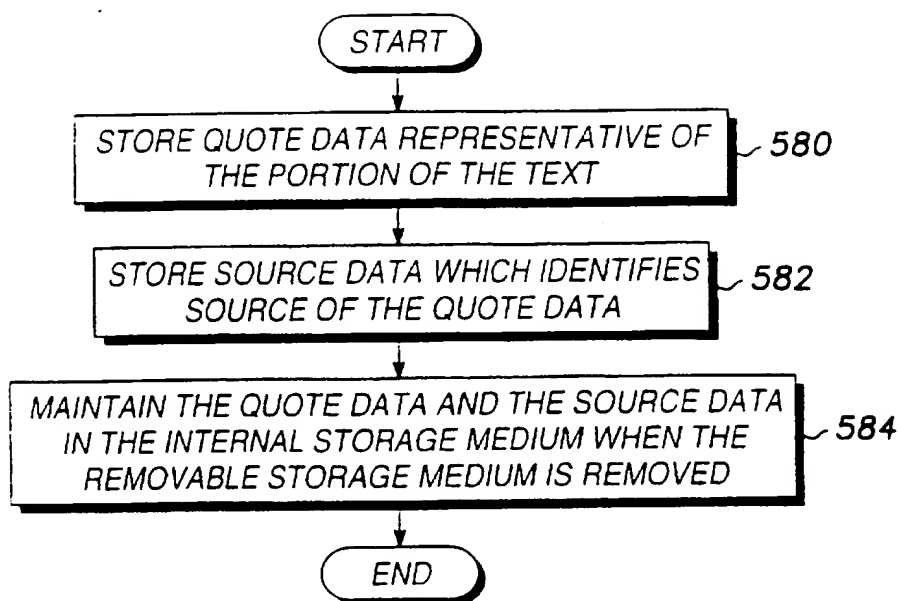 START
STORE QUOTE DATA REPRESENTATIVE OF
THE PORTION OF THE TEXT
580
STORE SOURCE DATA WHICH IDENTIFIES
SOURCE OF THE QUOTE DATA
582
MAINTAIN THE QUOTE DATA AND THE SOURCE DATA
IN THE INTERNAL STORAGE MEDIUM WHEN THE
REMOVABLE STORAGE MEDIUM IS REMOVED
584
END